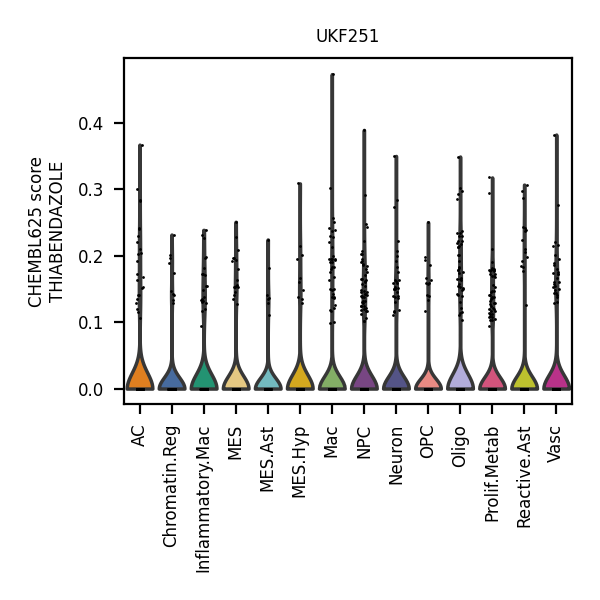 UKF251
CHEMBL625 score
THIABENDAZOLE
0.4
0.3
0.2
0.1
0.0
AC
Chromatin.Reg
Inflammatory.Mac
MES
MES.Ast
MES.Hyp
Mac
NPC
Neuron
OPC
Oligo
Prolif.Metab
Reactive.Ast
Vasc